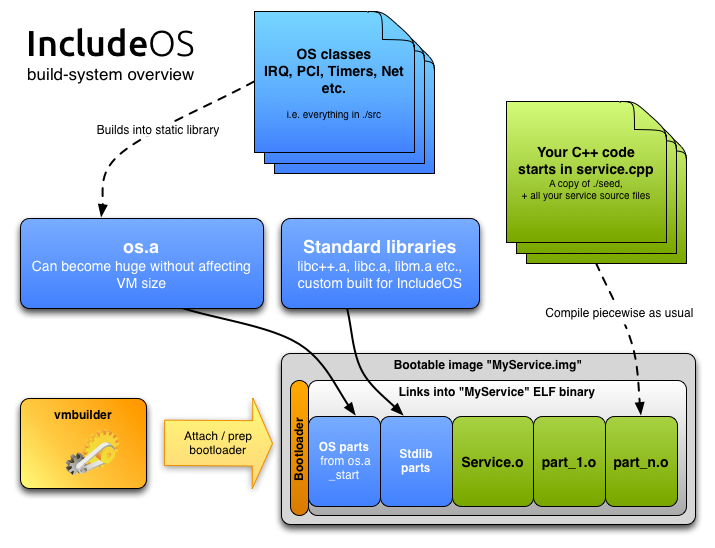 IncludeOS
build-system overview
OS classes
IRQ, PCI, Timers, Net
etc.
i.e. everything in ./src
Builds into static library
Your C++ code
starts in service.cpp
A copy of ./seed,
+ all your service source files
os.a
Can become huge without affecting
VM size
Standard libraries
libc++.a, libc.a, libm.a etc.,
custom built for IncludeOS
Compile piecewise as usual
Bootable image "MyService.img"
Links into "MyService" ELF binary
vmbuilder
Attach / prep
bootloader
Bootloader
OS parts
from os.a
_start
Stdlib
parts
Service.o
part_1.o
part_n.o